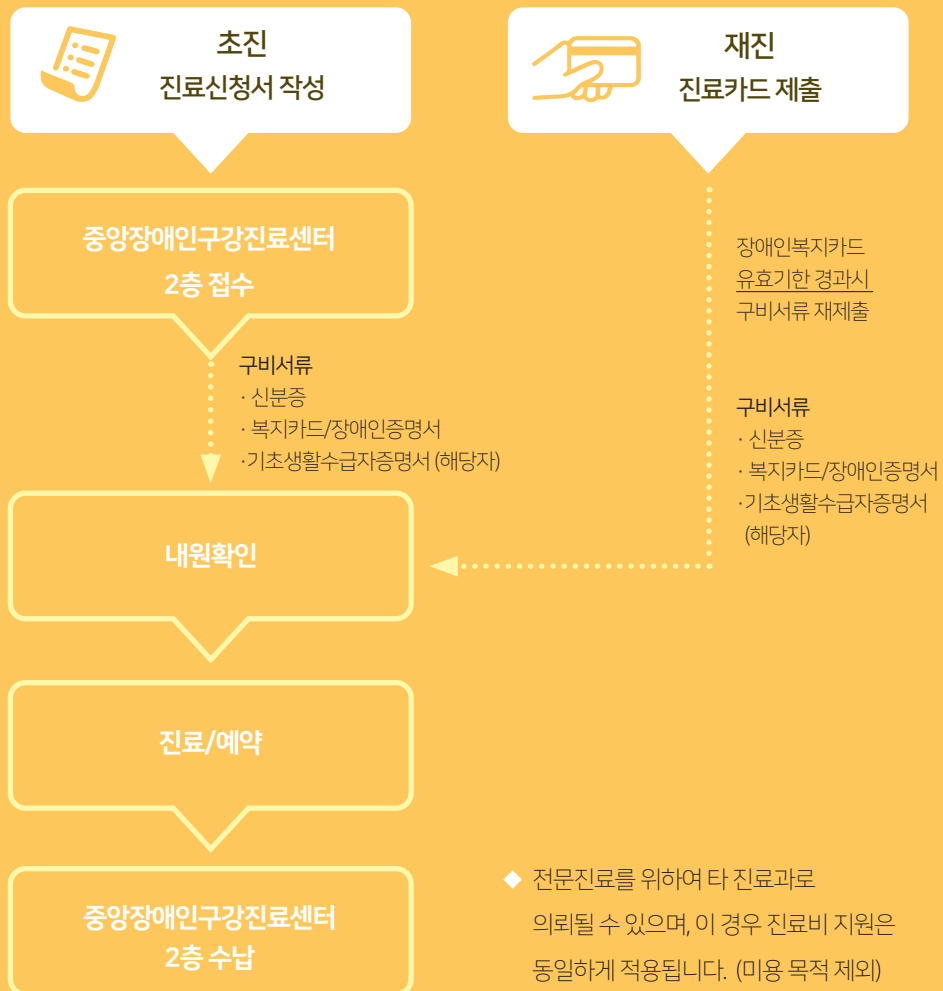 초진
진료신청서 작성
재진
진료카드 제출
중앙장애인구강진료센터
2층 접수
장애인복지카드
유효기한 경과시
구비서류 재제출
구비서류
· 신분증
· 복지카드/장애인증명서
·기초생활수급자증명서 (해당자)
구비서류
· 신분증
· 복지카드/장애인증명서
·기초생활수급자증명서
(해당자)
내원확인
진료/예약
중앙장애인구강진료센터
2층 수납
◆ 전문진료를 위하여 타 진료과로
의뢰될 수 있으며, 이 경우 진료비 지원은
동일하게 적용됩니다. (미용 목적 제외)